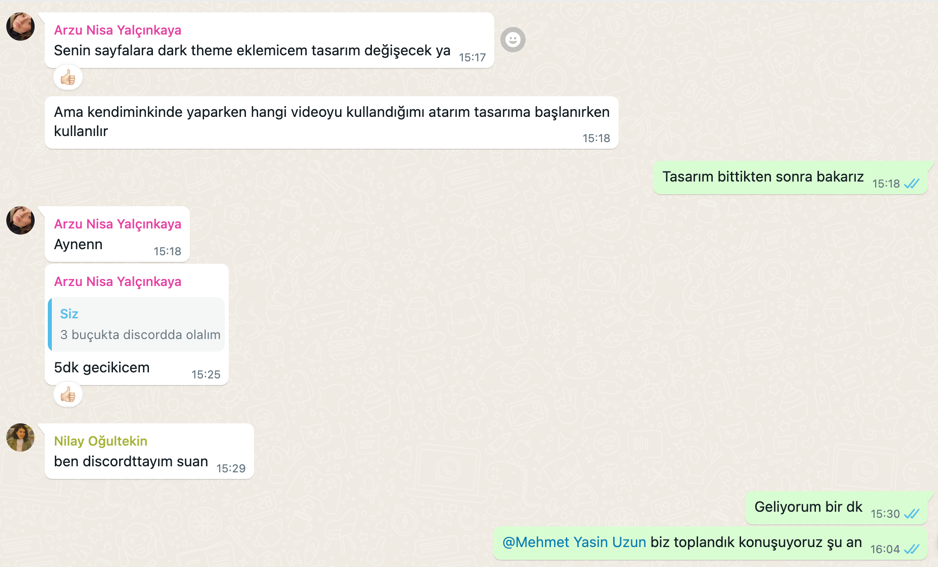 Arzu Nisa Yalçınkaya
Senin sayfalara dark theme eklemicem tasarım değişecek ya 15:17
Ama kendiminkinde yaparken hangi videoyu kullandığımı atarım tasarıma başlanırken
kullanılır
15:18
Tasarım bittikten sonra bakarız 15:18
Arzu Nisa Yalçınkaya
Aynenn 15:18
Arzu Nisa Yalçınkaya
Siz
3 buçukta discordda olalım
5dk gecikicem 15:25
Nilay Oğultekin
ben discordttayım suan 15:29
Geliyorum bir dk 15:30
@Mehmet Yasin Uzun biz toplandık konuşuyoruz şu an 16:04